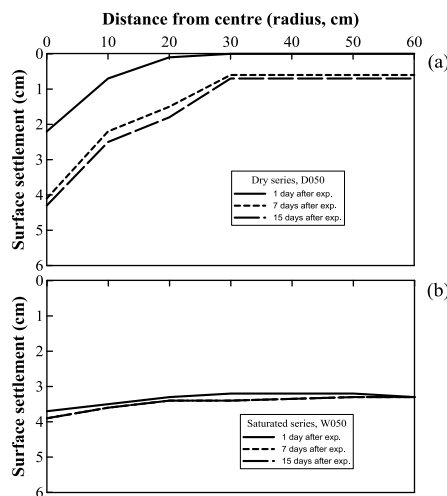 Distance from centre (radius, cm)
0 10 20 30 40 50 60
(a)
Surface settlement (cm)
0
1
2
3
4
5
6
Dry series, D050
1 day after exp.
7 days after exp.
15 days after exp.
(b)
Surface settlement (cm)
0
1
2
3
4
5
6
Saturated series, W050
1 day after exp.
7 days after exp.
15 days after exp.